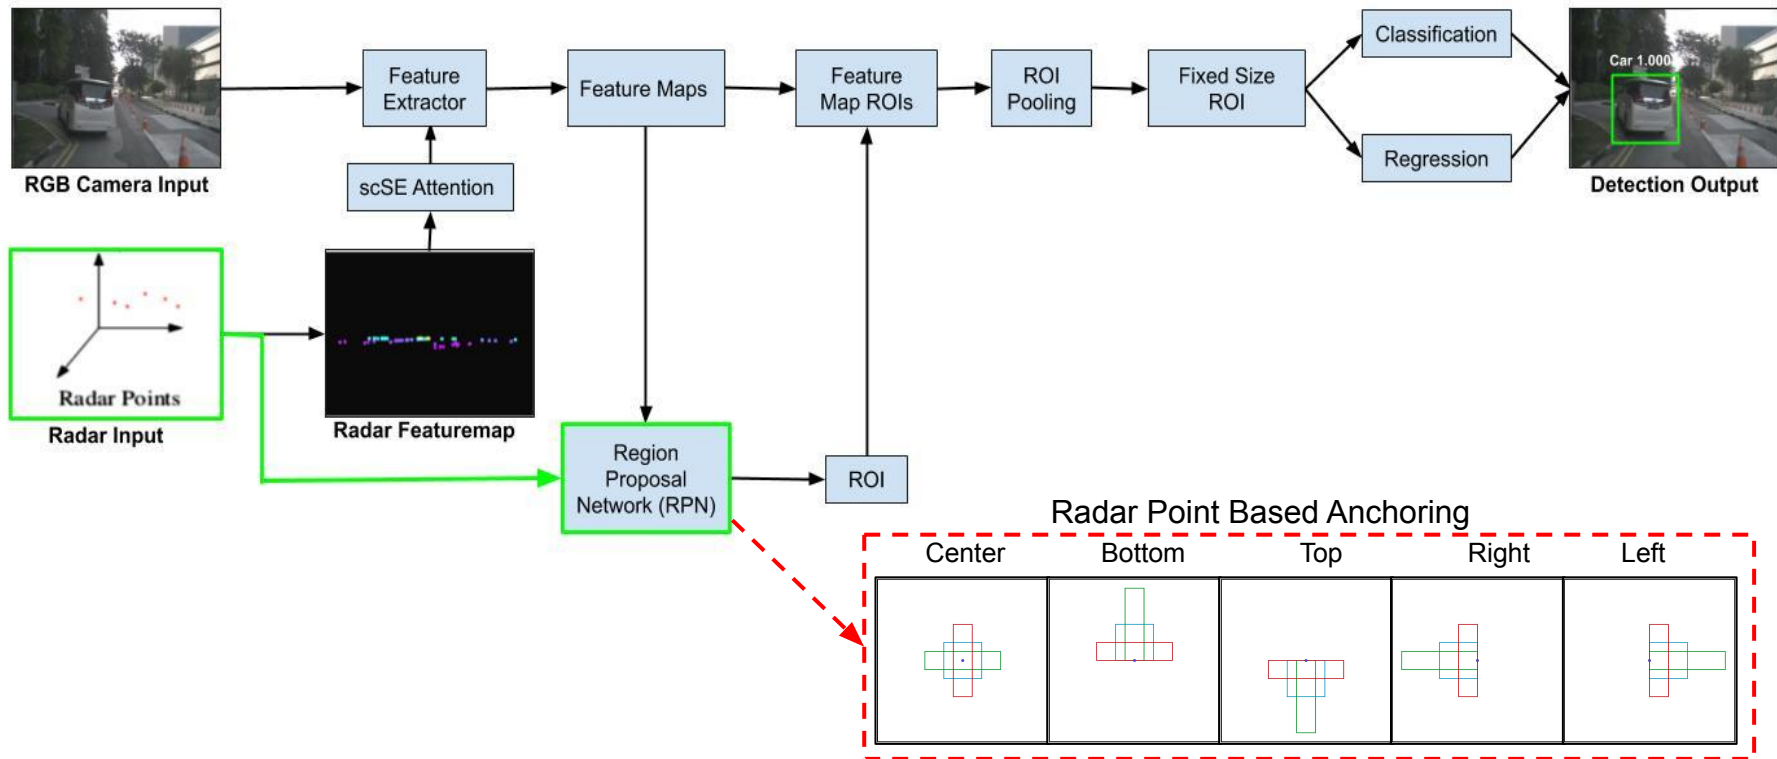 RGB Camera Input
Feature
Extractor
Feature Maps
Feature
Map ROIs
ROI
Pooling
Fixed Size
ROI
Classification
Regression
Car 1.000
Detection Output
scSE Attention
Radar Points
Radar Input
Radar Featuremap
Region
Proposal
Network (RPN)
ROI
Radar Point Based Anchoring
Center
Bottom
Top
Right
Left